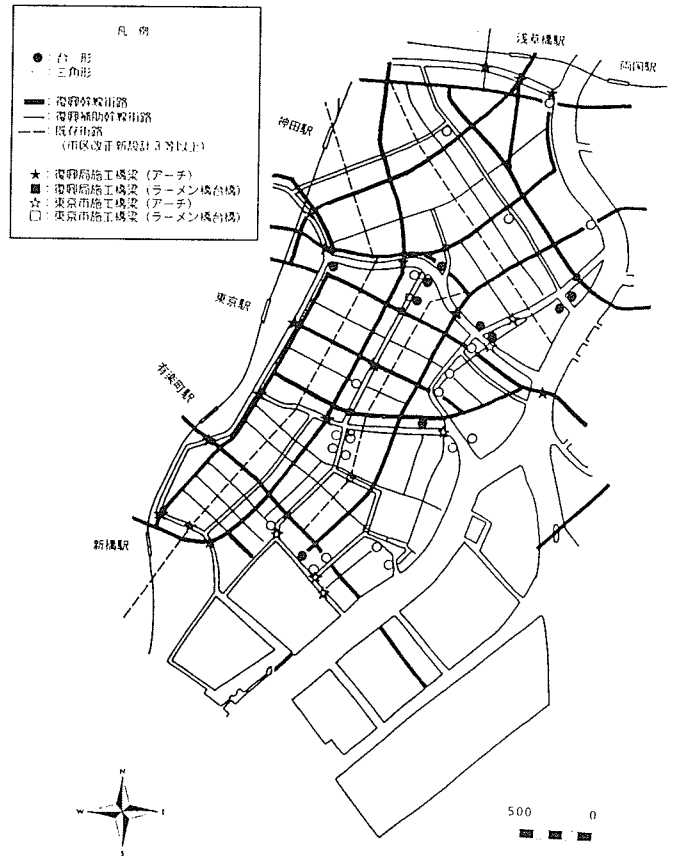 凡例
台形
三角形
復興幹線街路
復興補助幹線街路
既存街路
(市区改正新設計3等以上)
★:復興局施工橋梁(アーチ)
■:復興局施工橋梁(ラーメン橋台橋)
☆:東京市施工橋梁(アーチ)
□:東京市施工橋梁(ラーメン橋台橋)
浅草橋駅
両国駅
神田駅
東京駅
有楽町駅
新橋駅
N
W
E
S
500 0